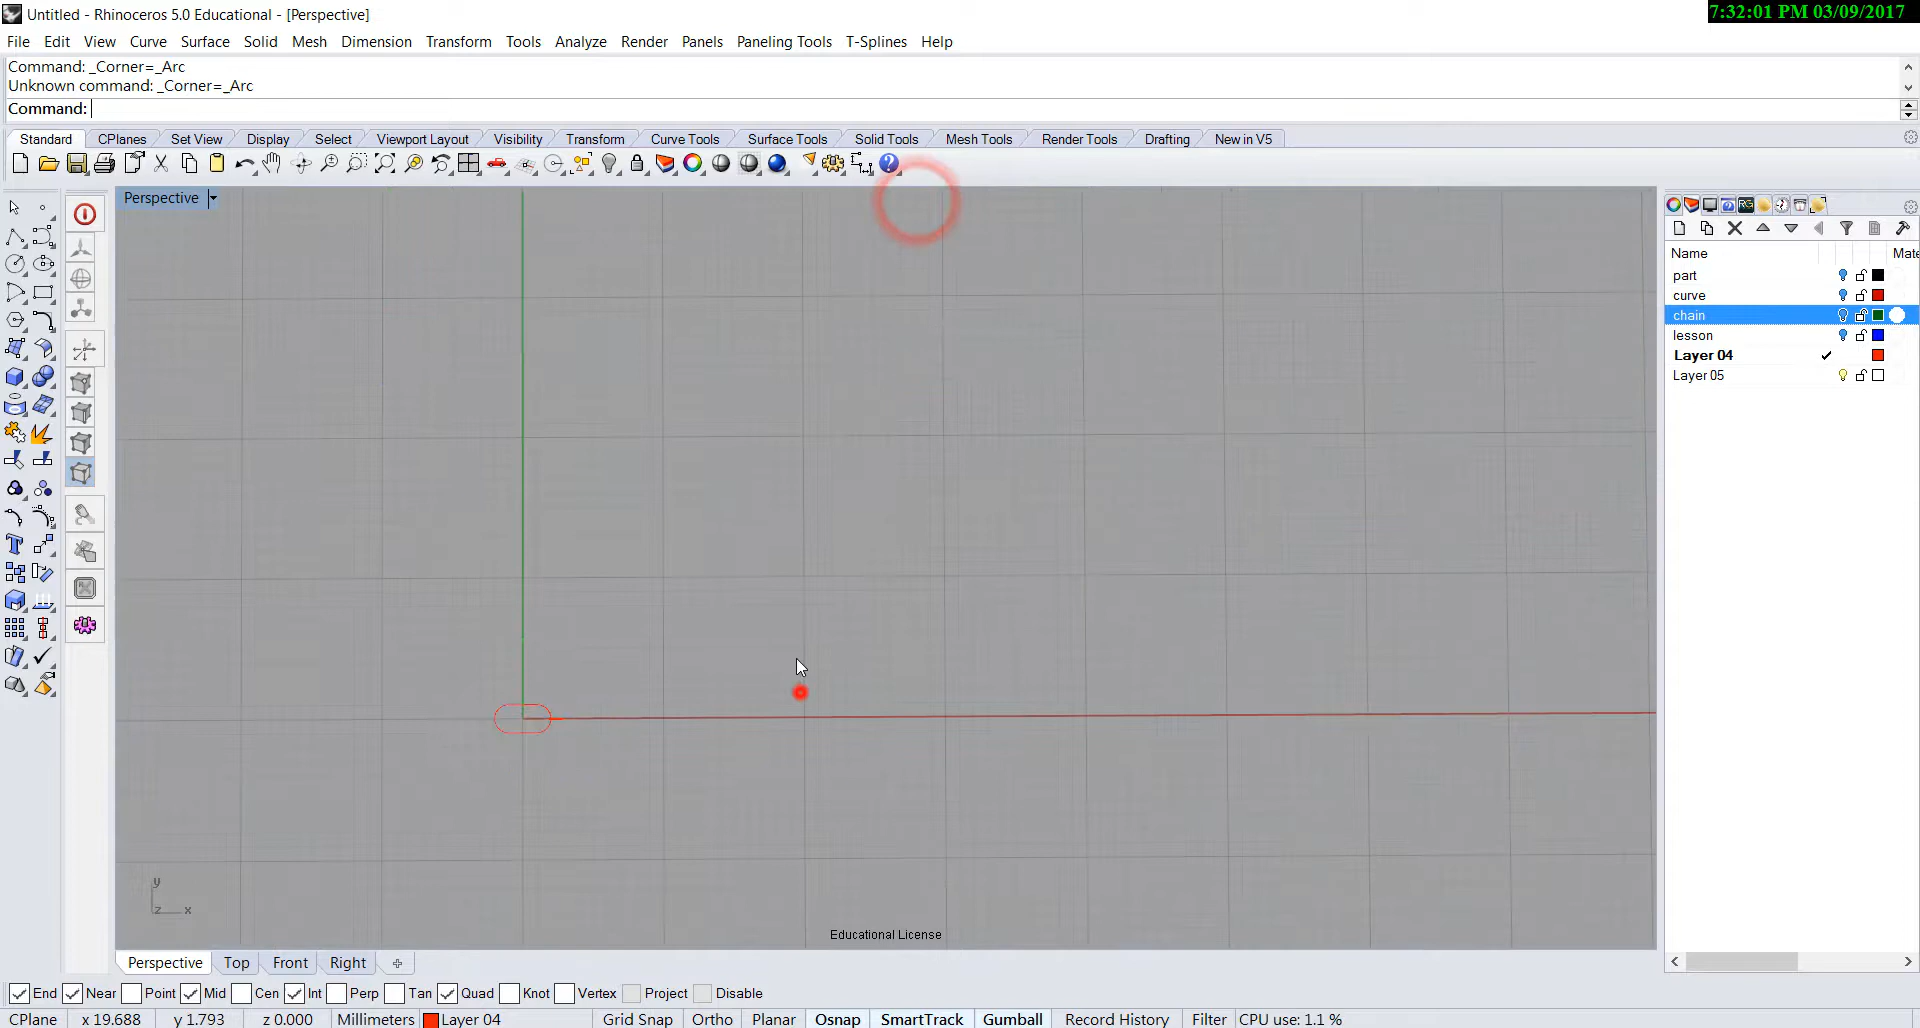 Untitled - Rhinoceros 5.0 Educational - [Perspective]
7:32:01 PM 03/09/2017
File Edit View Curve Surface Solid Mesh Dimension Transform Tools Analyze Render Panels Paneling Tools T-Splines Help
Command: _Corner=_Arc
Unknown command: _Corner=_Arc
Command:
Standard CPlanes Set View Display Select Viewport Layout Visibility Transform Curve Tools Surface Tools Solid Tools Mesh Tools Render Tools Drafting New in V5
Perspective
Name Mate
part
curve
chain
lesson
Layer 04
Layer 05
y
z x
Educational License
Perspective Top Front Right
End Near Point Mid Cen Int Perp Tan Quad Knot Vertex Project Disable
CPlane x 19.688 y 1.793 z 0.000 Millimeters Layer 04 Grid Snap Ortho Planar Osnap SmartTrack Gumball Record History Filter CPU use: 1.1 %